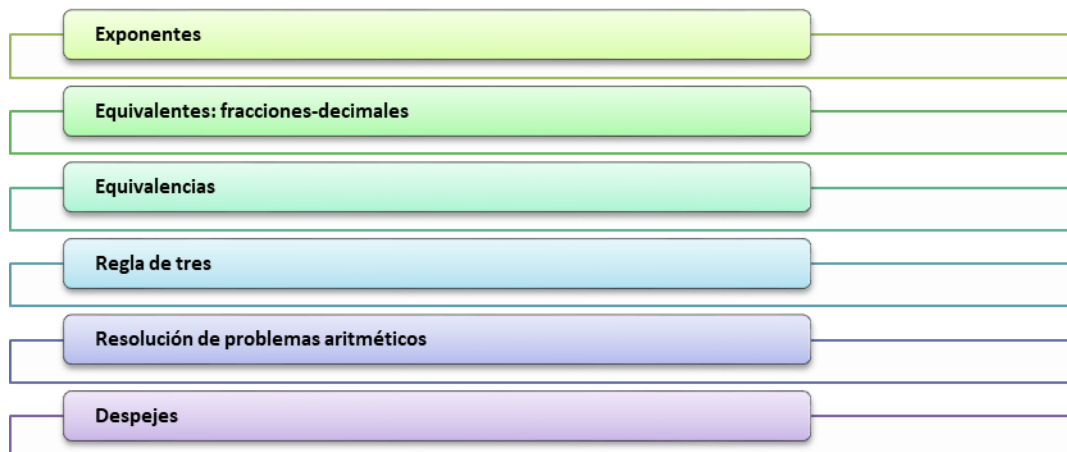 Exponentes
Equivalentes: fracciones-decimales
Equivalencias
Regla de tres
Resolución de problemas aritméticos
Despejes